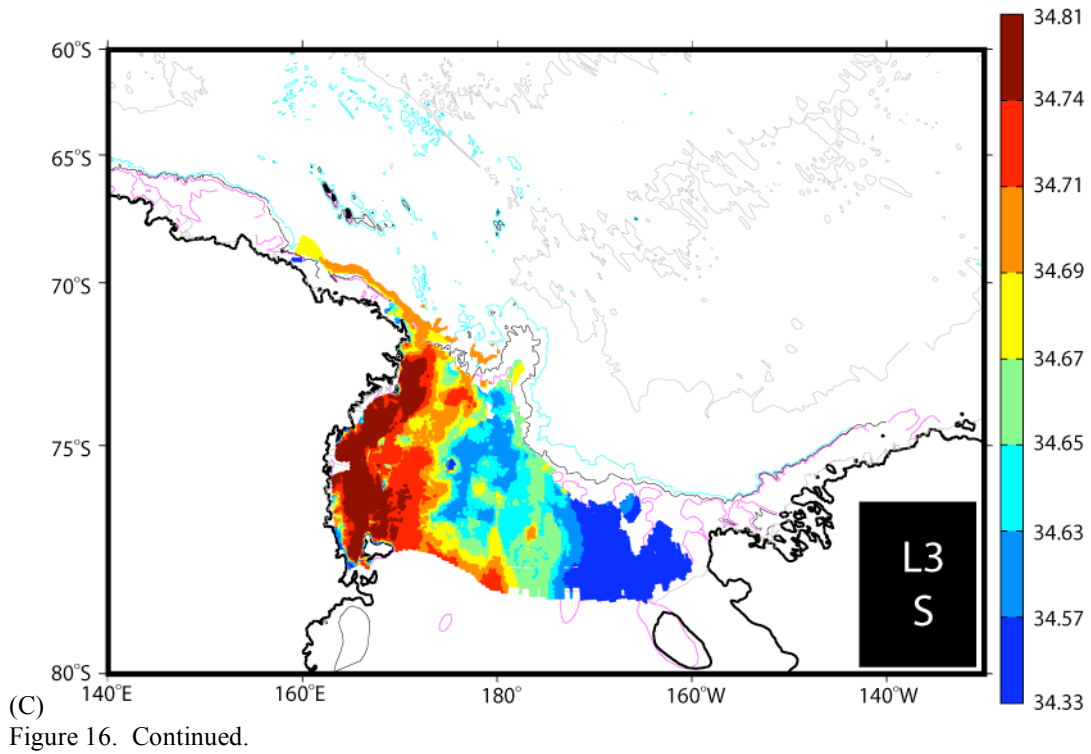 34.81
60°S
34.74
65°S
34.71
34.69
70°S
34.67
34.65
75°S
34.63
L3
S
34.57
80°S
34.33
140°E
160°E
180°
160°W
140°W
(C)
Figure 16.  Continued.